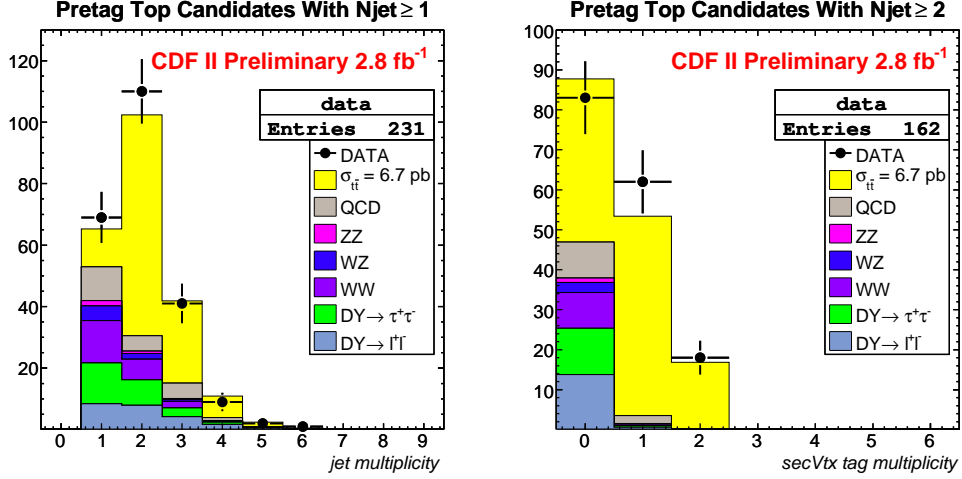 Pretag Top Candidates With Njet ≥ 1
CDF II Preliminary 2.8 fb⁻¹
data
Entries 231
DATA
σ_tt̄ = 6.7 pb
QCD
ZZ
WZ
WW
DY→ τ⁺τ⁻
DY→ l⁺l⁻
120
100
80
60
40
20
0 1 2 3 4 5 6 7 8 9
jet multiplicity
Pretag Top Candidates With Njet ≥ 2
CDF II Preliminary 2.8 fb⁻¹
data
Entries 162
DATA
σ_tt̄ = 6.7 pb
QCD
ZZ
WZ
WW
DY→ τ⁺τ⁻
DY→ l⁺l⁻
100
90
80
70
60
50
40
30
20
10
0 1 2 3 4 5 6
secVtx tag multiplicity